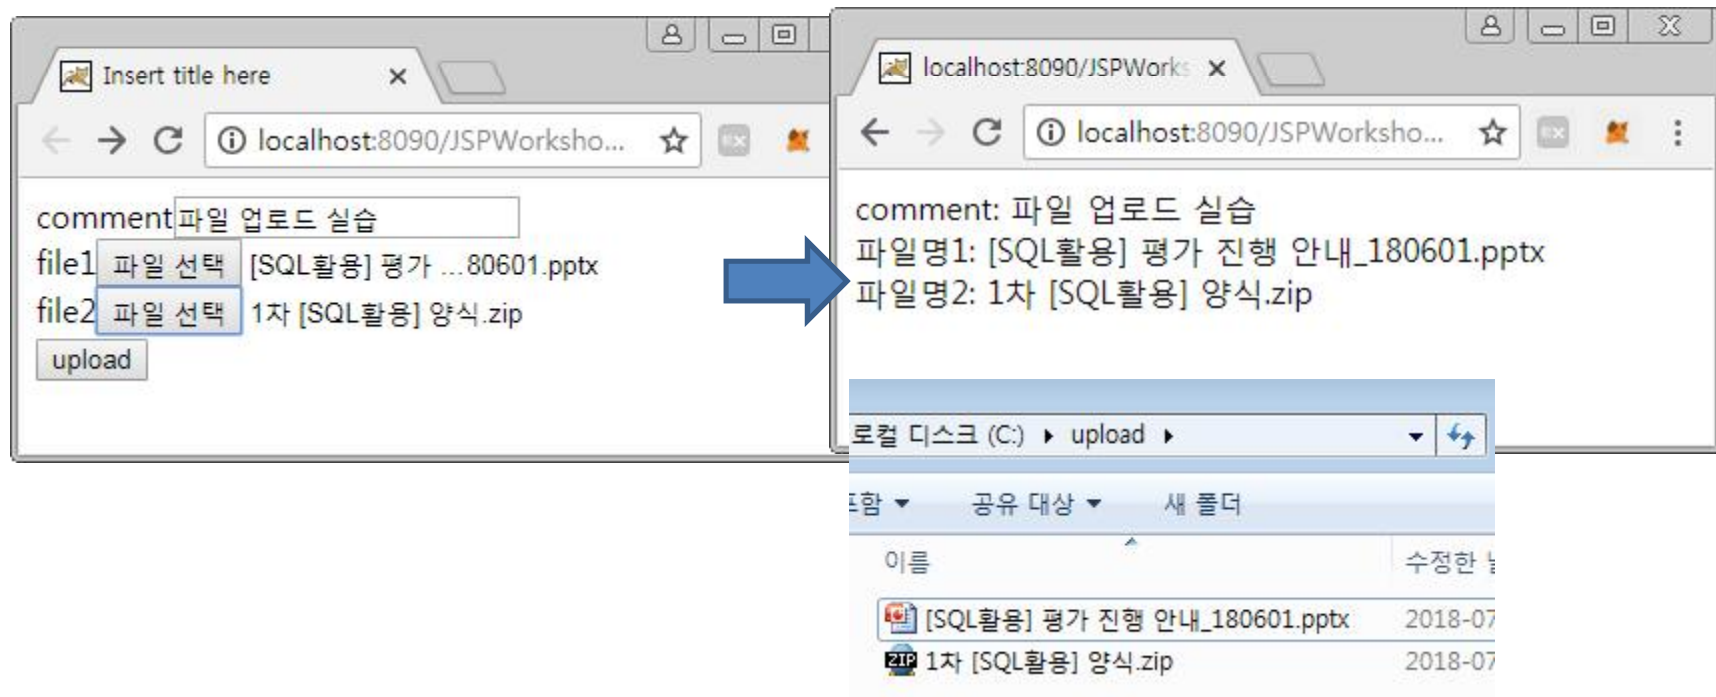 Insert title here
localhost:8090/JSPWorksho...
comment 파일 업로드 실습
file1 파일 선택 [SQL활용] 평가 ...80601.pptx
file2 파일 선택 1차 [SQL활용] 양식.zip
upload
localhost:8090/JSPWorks
localhost:8090/JSPWorksho...
comment: 파일 업로드 실습
파일명1: [SQL활용] 평가 진행 안내_180601.pptx
파일명2: 1차 [SQL활용] 양식.zip
로컬 디스크 (C:) upload
함 공유 대상 새 폴더
이름 수정한
[SQL활용] 평가 진행 안내_180601.pptx 2018-07
ZIP 1차 [SQL활용] 양식.zip 2018-07